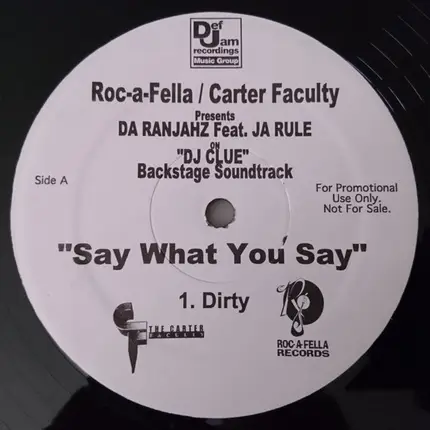 Def
Jam
recordings
Music Group
Roc-a-Fella / Carter Faculty
Presents
DA RANJAHZ Feat. JA RULE
ON
"DJ CLUE"
Backstage Soundtrack
Side A
For Promotional
Use Only.
Not For Sale.
"Say What You Say"
1. Dirty
THE CARTER
FACULTY
ROC-A-FELLA
RECORDS